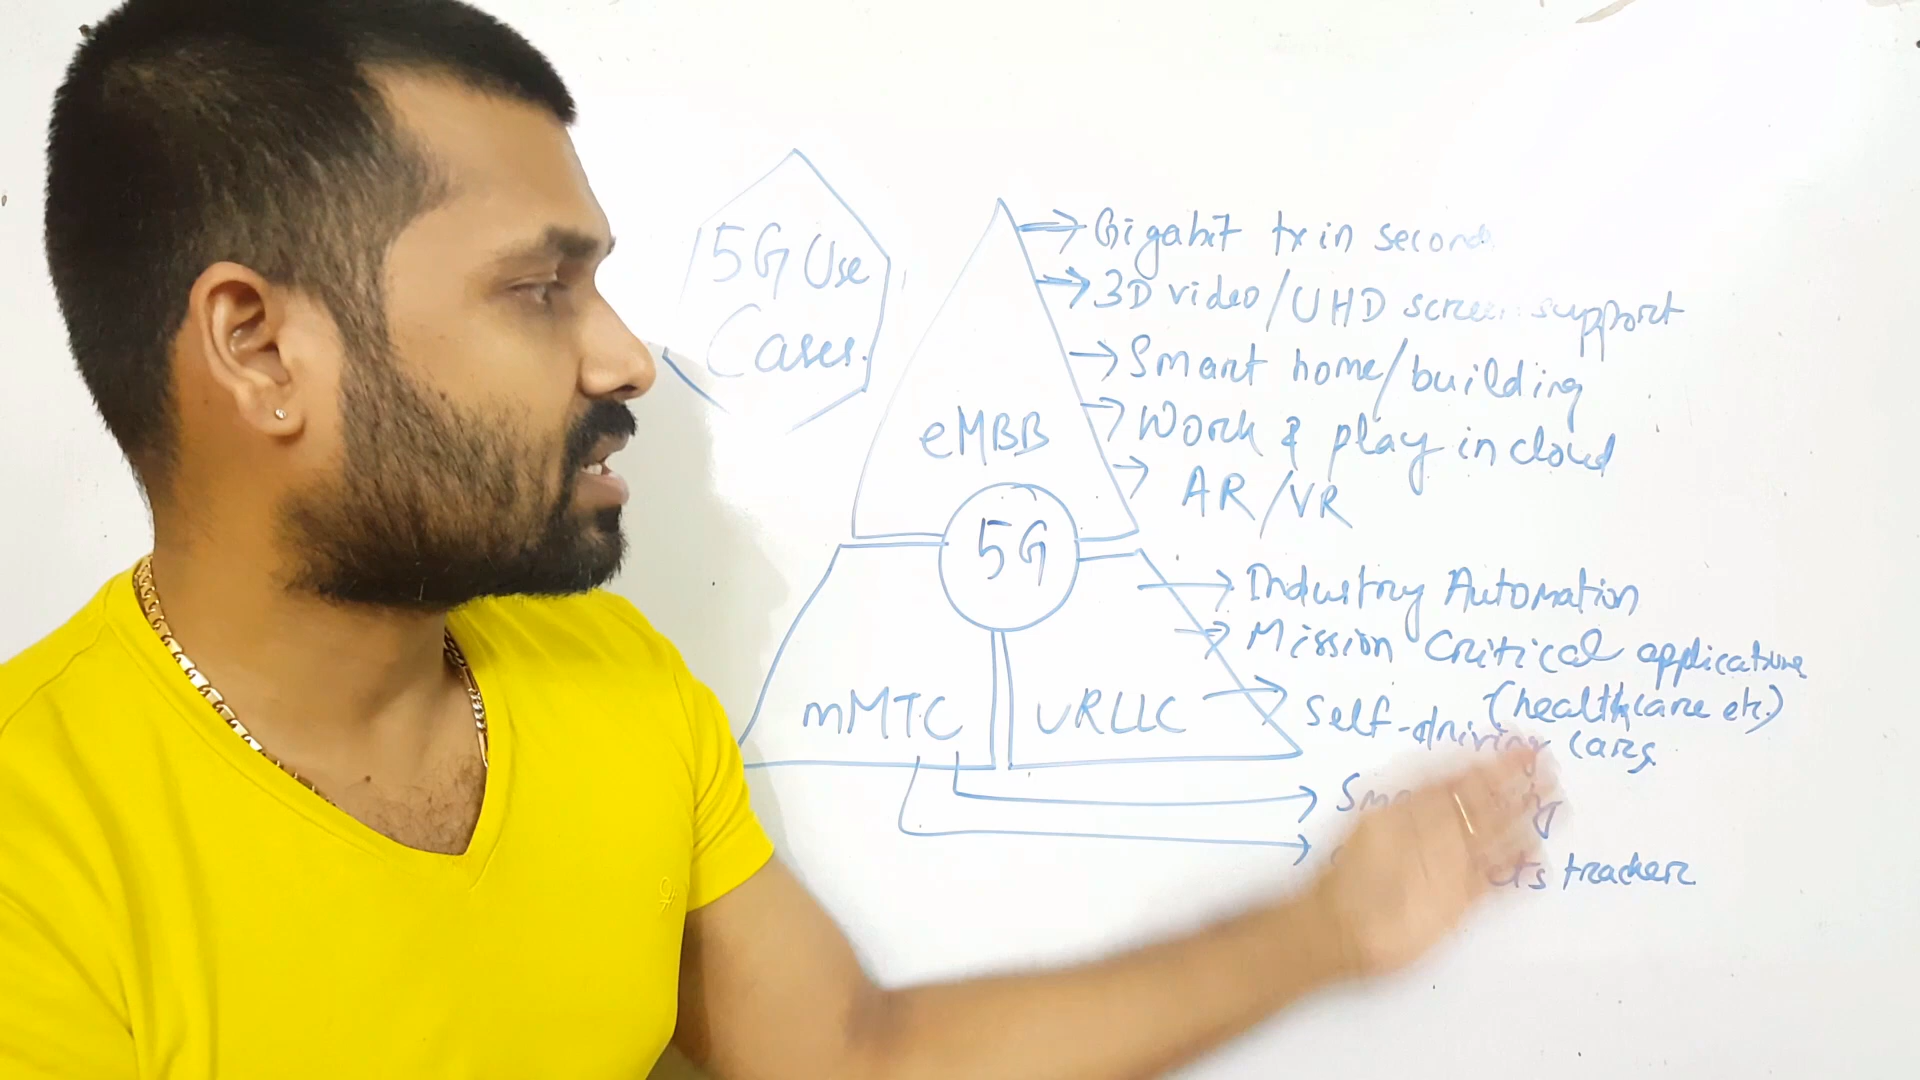 5G Use
Cases.
Gigabit tx in second
3D video/UHD screen support
Smart home/building
Work & play in cloud
AR/VR
eMBB
5G
Industry Automation
Mission Critical applications
(healthcare etc.)
Self-driving cars
mMTC
URLLC
tracker